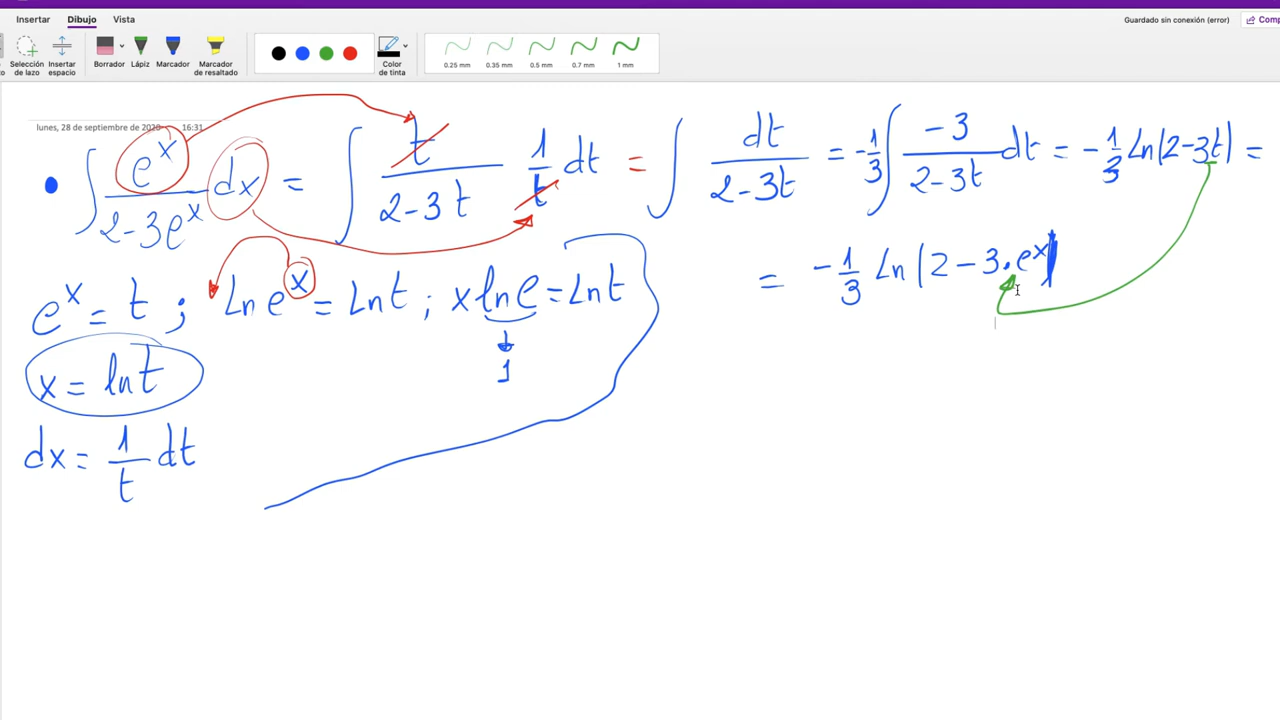 Insertar Dibujo Vista
Guardado sin conexión (error) Comp
Selección de lazo Insertar espacio Borrador Lápiz Marcador Marcador de resaltado Color de tinta 0.25 mm 0.35 mm 0.5 mm 0.7 mm 1 mm
lunes, 28 de septiembre de 2020 16:31
• ∫ e^x / (2-3e^x) dx = ∫ t / (2-3t) 1/t dt = ∫ dt / (2-3t) = -1/3 ∫ -3 / (2-3t) dt = -1/3 Ln|2-3t| =
= -1/3 Ln|2-3·e^x|
e^x = t ; Ln e^x = Ln t ; x ln e = Ln t
1
x = ln t
dx = 1/t dt